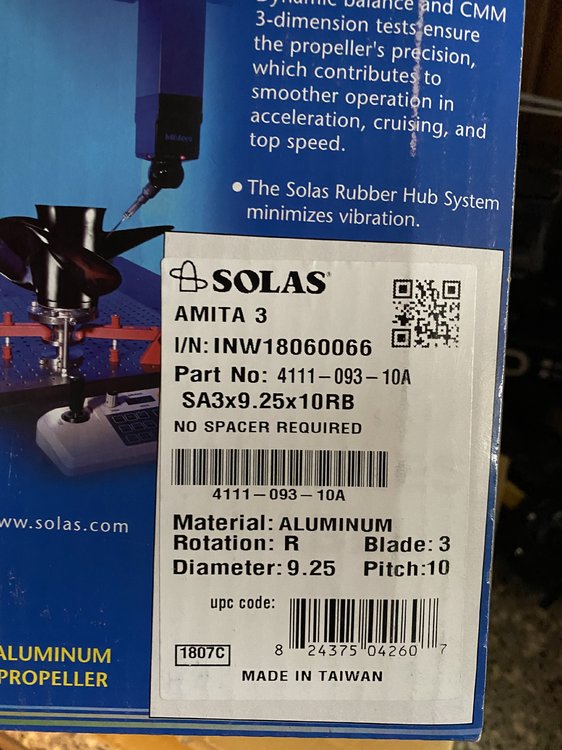 Dynamic balance and CMM
3-dimension tests ensure
the propeller's precision,
which contributes to
smoother operation in
acceleration, cruising, and
top speed.
• The Solas Rubber Hub System
minimizes vibration.
SOLAS®
AMITA 3
I/N: INW18060066
Part No: 4111-093-10A
SA3x9.25x10RB
NO SPACER REQUIRED
4111-093-10A
www.solas.com
Material: ALUMINUM
Rotation: R Blade: 3
Diameter: 9.25 Pitch: 10
upc code:
8 24375 04260 7
1807C
MADE IN TAIWAN
ALUMINUM
PROPELLER